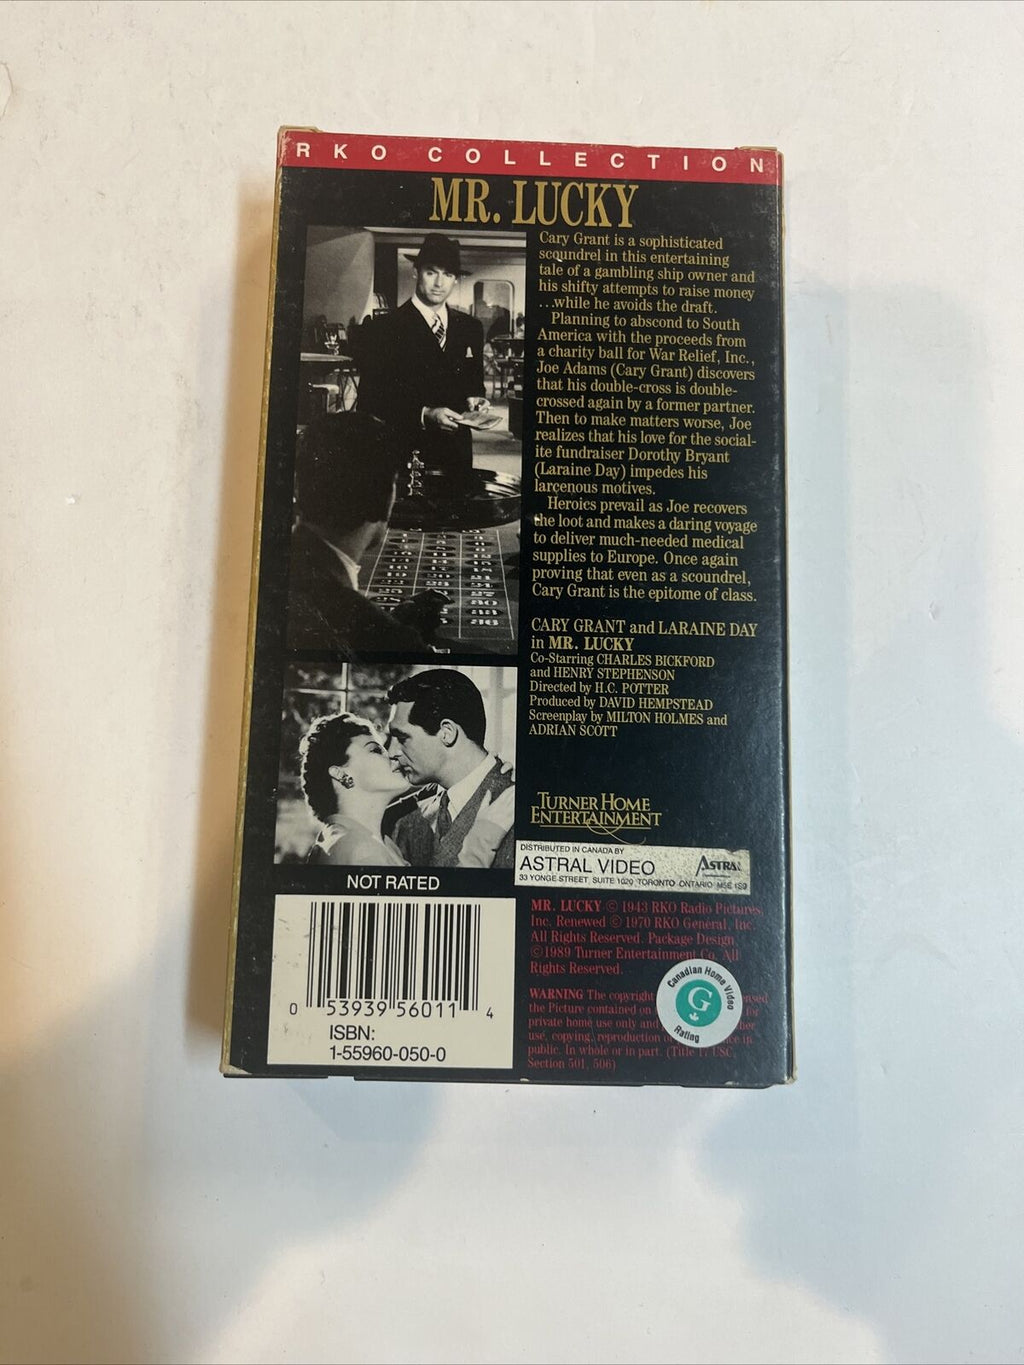 RKO COLLECTION
MR. LUCKY
Cary Grant is a sophisticated
scoundrel in this entertaining
tale of a gambling ship owner and
his shifty attempts to raise money
...while he avoids the draft.
Planning to abscond to South
America with the proceeds from
a charity ball for War Relief, Inc.,
Joe Adams (Cary Grant) discovers
that his double-cross is double-
crossed again by a former partner.
Then to make matters worse, Joe
realizes that his love for the social-
ite fundraiser Dorothy Bryant
(Laraine Day) impedes his
larcenous motives.
Heroics prevail as Joe recovers
the loot and makes a daring voyage
to deliver much-needed medical
supplies to Europe. Once again
proving that even as a scoundrel,
Cary Grant is the epitome of class.
CARY GRANT and LARAINE DAY
in MR. LUCKY
Co-Starring CHARLES BICKFORD
and HENRY STEPHENSON
Directed by H.C. POTTER
Produced by DAVID HEMPSTEAD
Screenplay by MILTON HOLMES and
ADRIAN SCOTT
TURNER HOME
ENTERTAINMENT
DISTRIBUTED IN CANADA BY
ASTRAL VIDEO
ASTRAL
33 YONGE STREET, SUITE 1020 TORONTO ONTARIO M5E 1S9
NOT RATED
MR. LUCKY © 1943 RKO Radio Pictures,
Inc. Renewed © 1970 RKO General, Inc.
All Rights Reserved. Package Design
©1989 Turner Entertainment Co. All
Rights Reserved.
WARNING The copyright
the Picture contained on for
private home use only and
use, copying, reproduction in
public. In whole or in part. (Title 17 USC,
Section 501, 506)
Canadian Home Video
G
Rating
0 53939 56011 4
ISBN:
1-55960-050-0